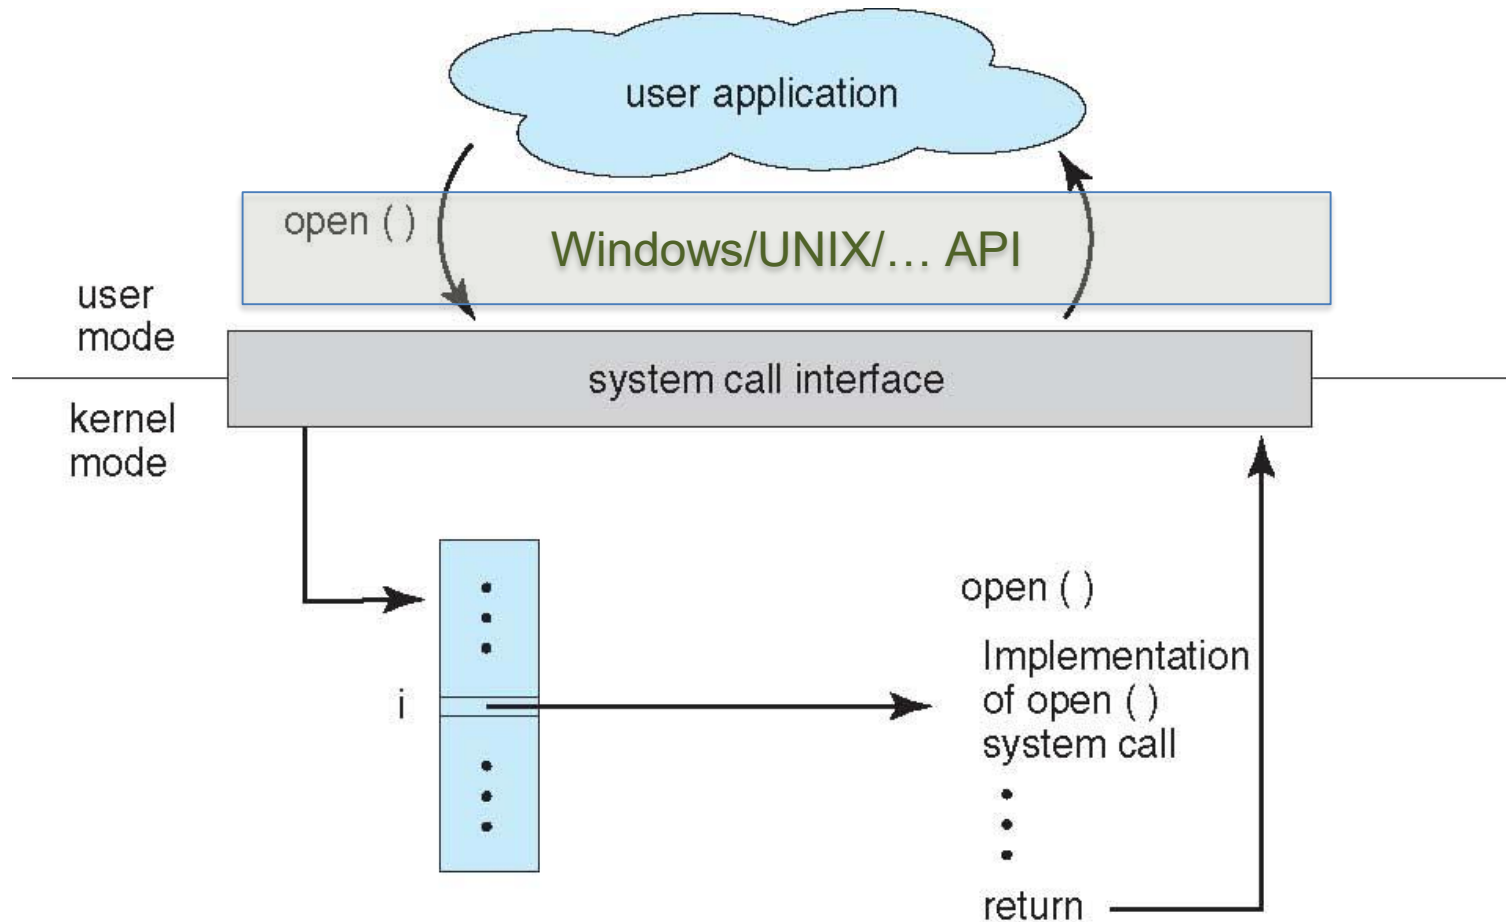 user application
open ( )
Windows/UNIX/... API
user
mode
system call interface
kernel
mode
open ( )
Implementation
of open ( )
system call
i
return